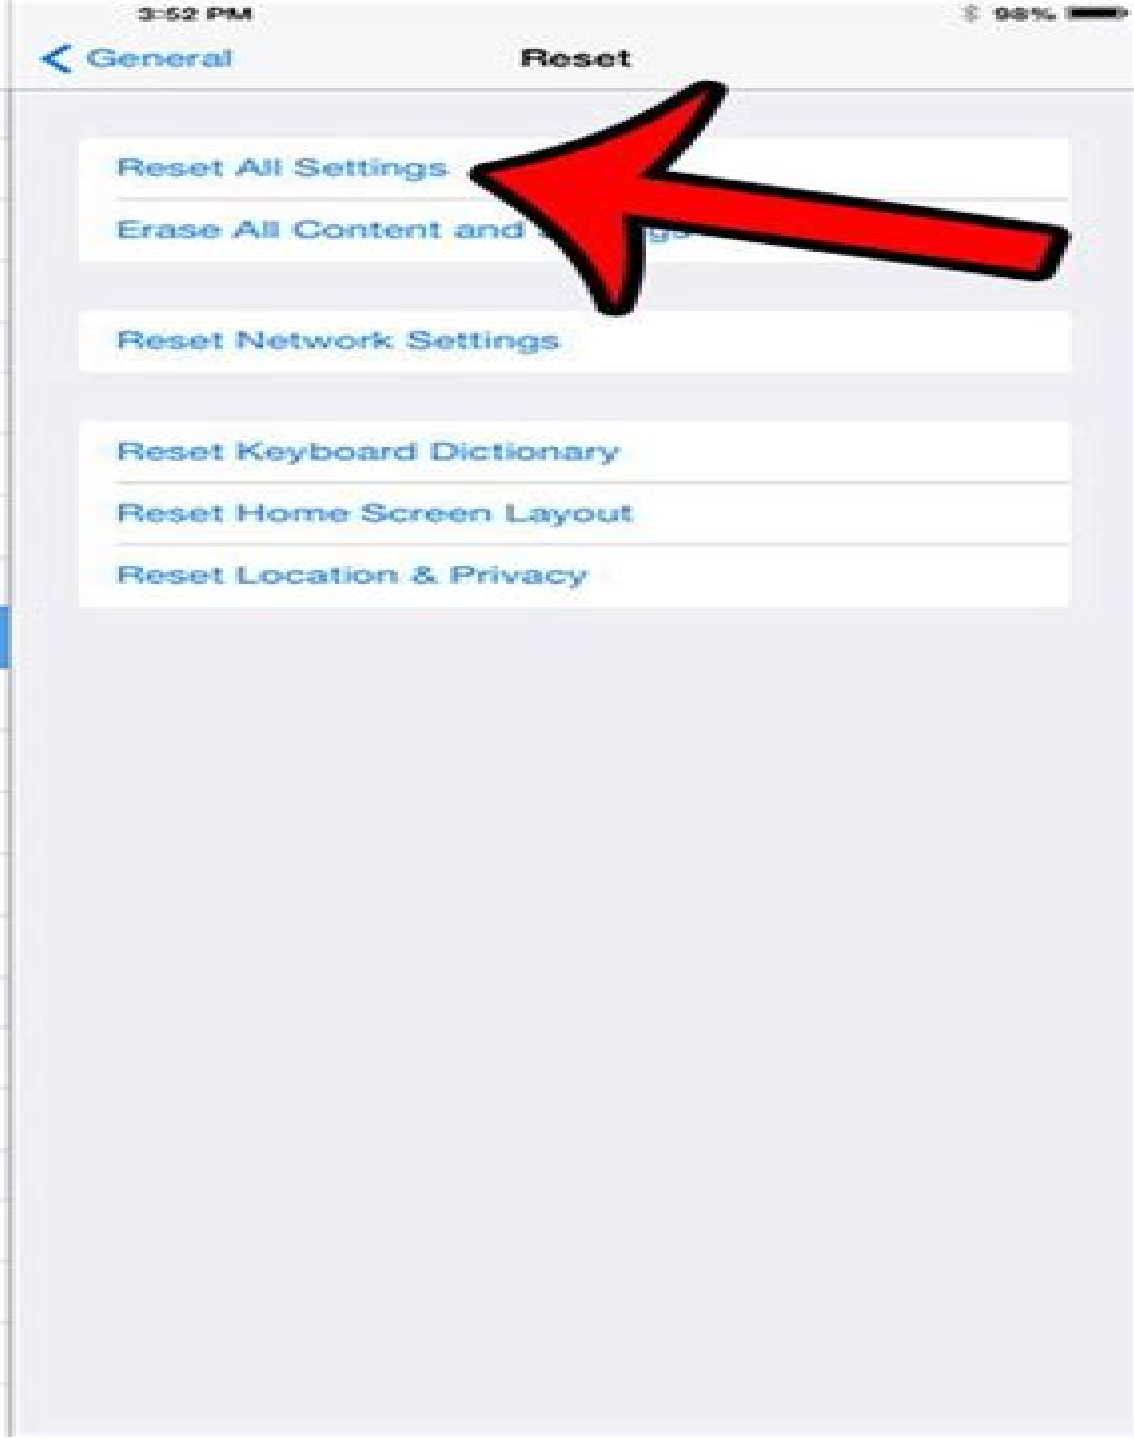 3:52 PM 98%
General Reset
Reset All Settings
Erase All Content and
Reset Network Settings
Reset Keyboard Dictionary
Reset Home Screen Layout
Reset Location & Privacy